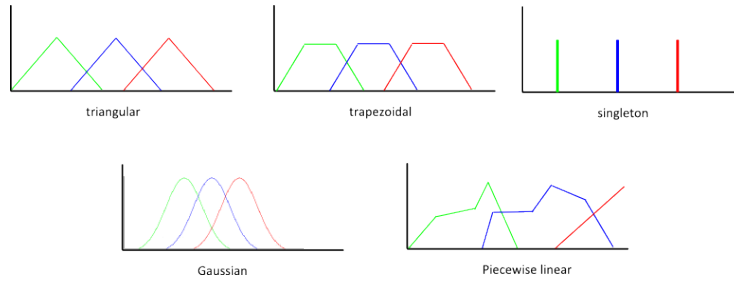 triangular
trapezoidal
singleton
Gaussian
Piecewise linear